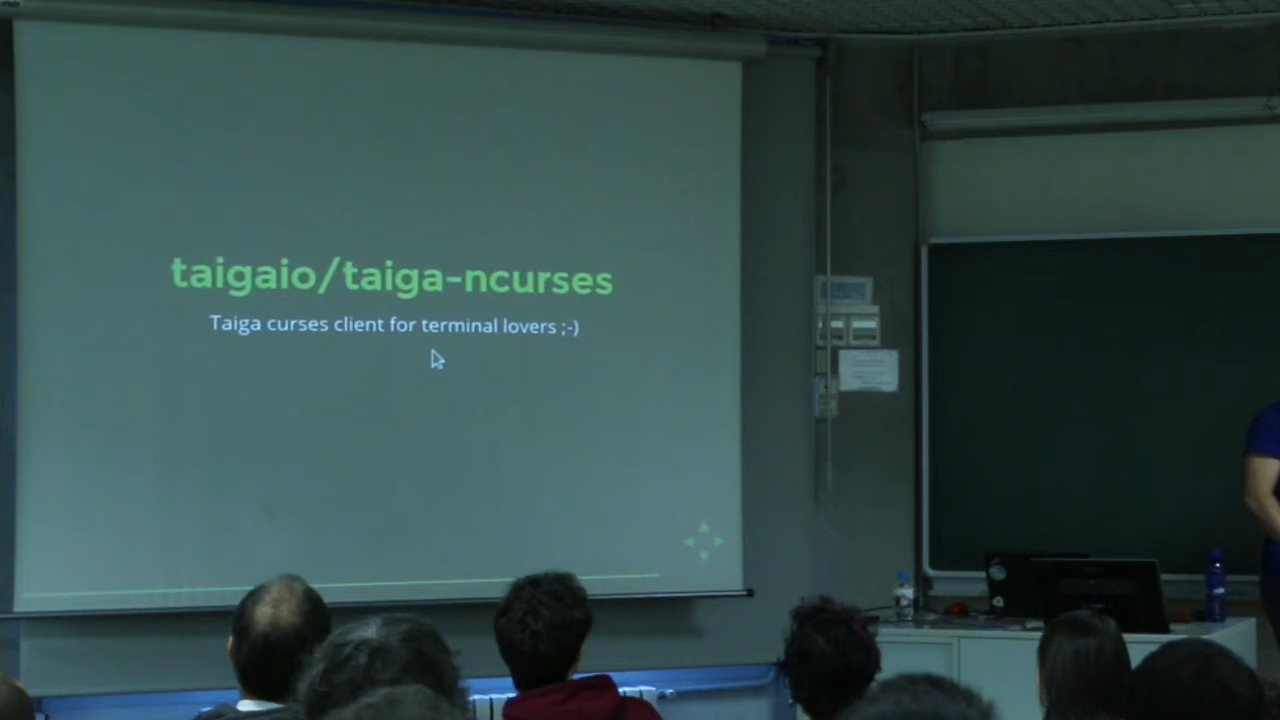 taigaio/taiga-ncurses
Taiga curses client for terminal lovers ;-)